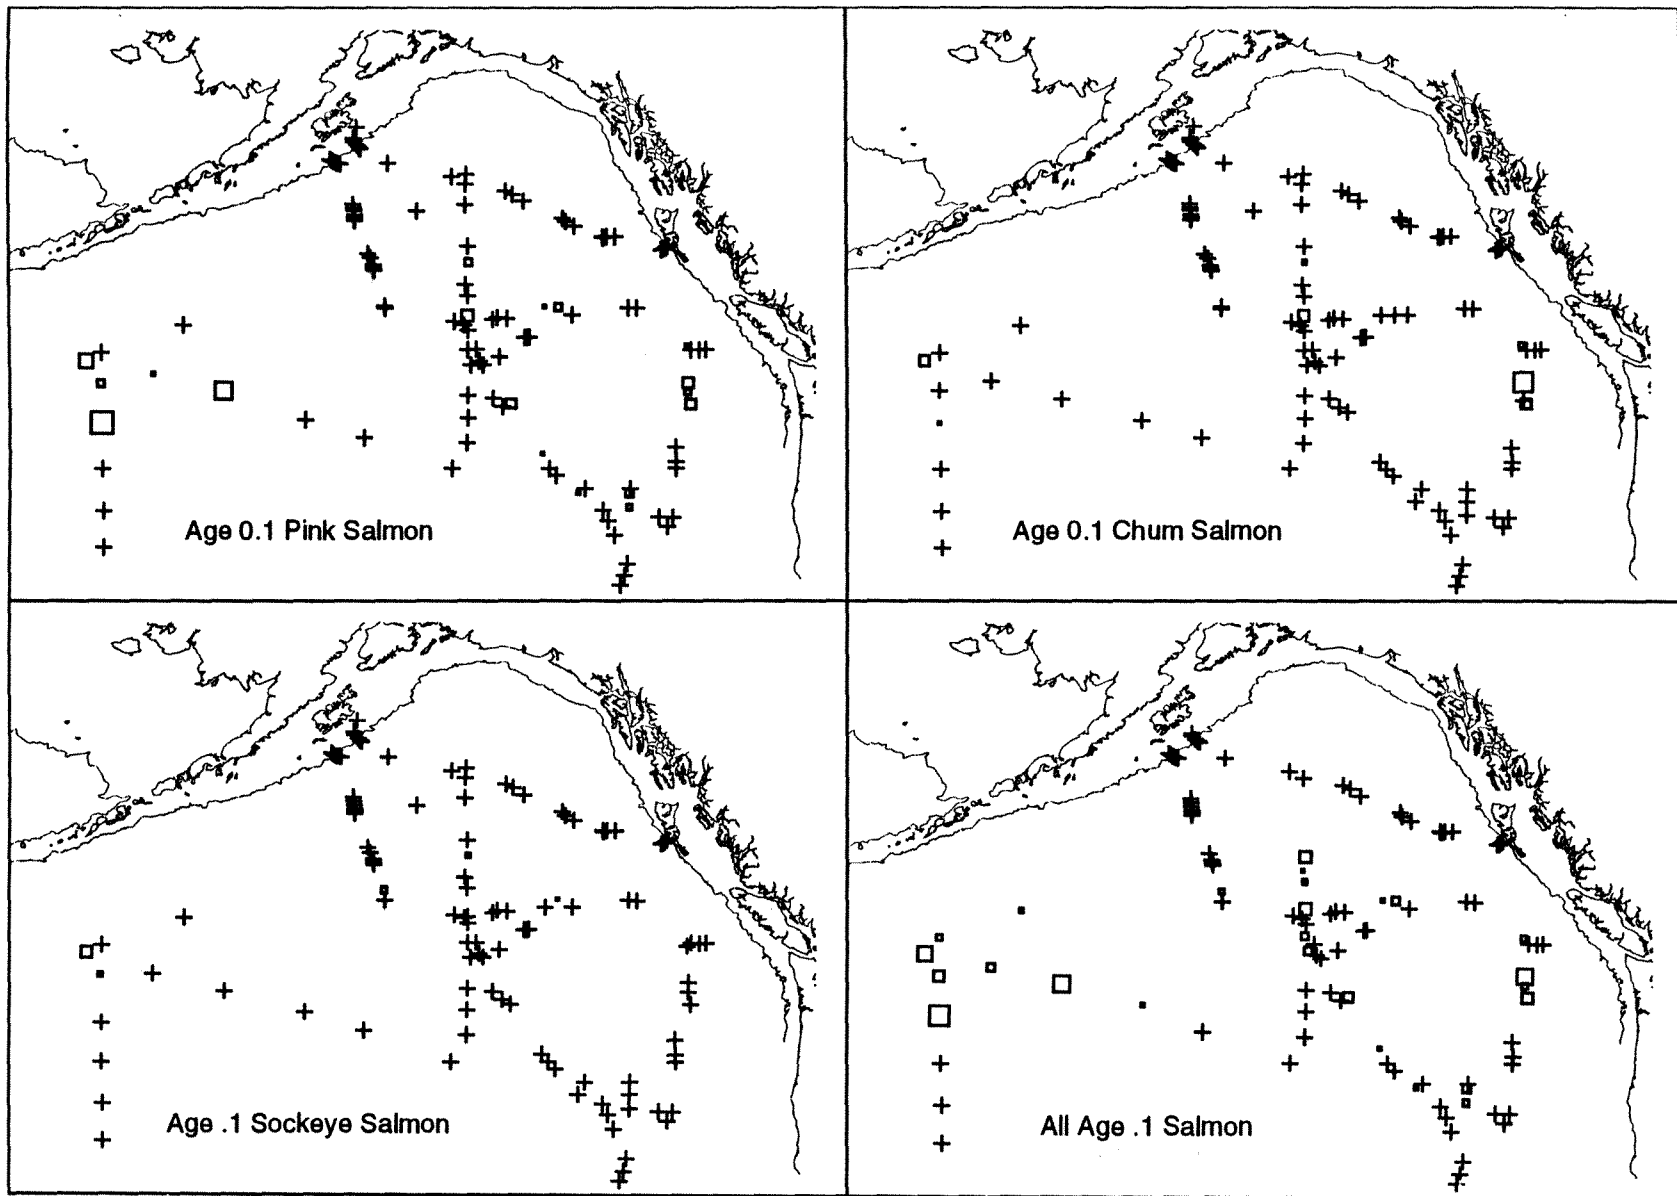 Age 0.1 Pink Salmon
Age 0.1 Chum Salmon
Age .1 Sockeye Salmon
All Age .1 Salmon